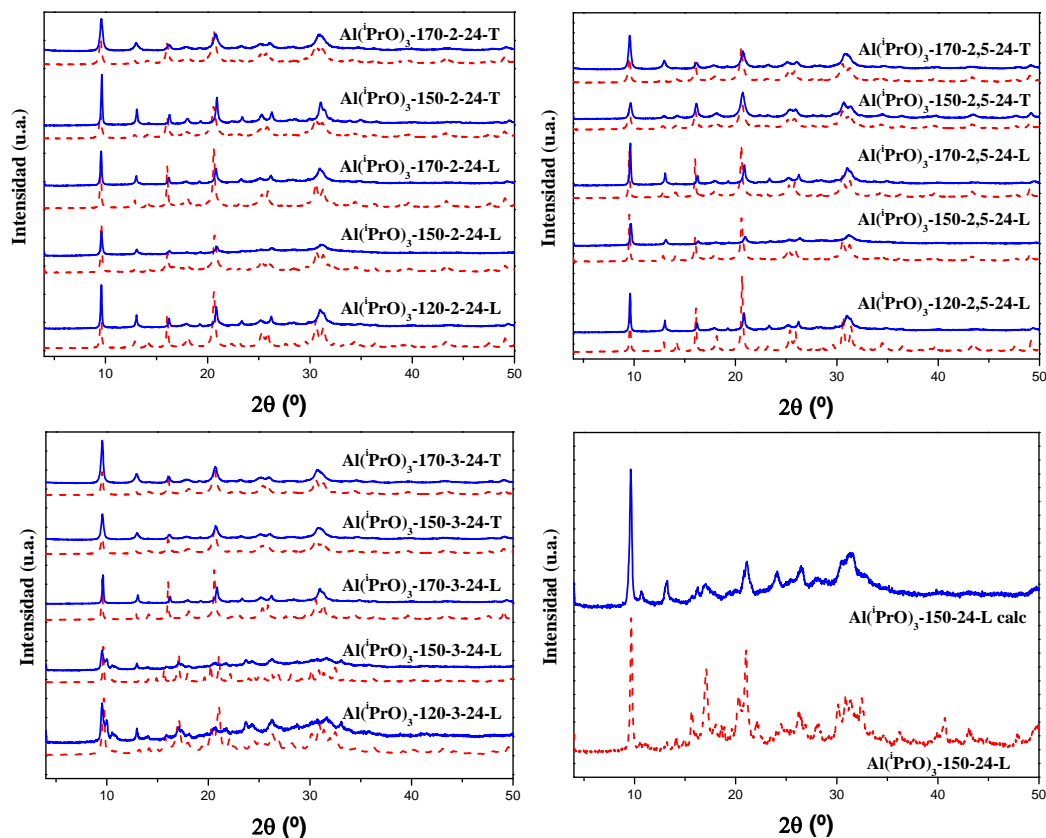 Intensidad (u.a.)
Al(ⁱPrO)₃-170-2-24-T
Al(ⁱPrO)₃-150-2-24-T
Al(ⁱPrO)₃-170-2-24-L
Al(ⁱPrO)₃-150-2-24-L
Al(ⁱPrO)₃-120-2-24-L
10 20 30 40 50
2θ (º)
Intensidad (u.a.)
Al(ⁱPrO)₃-170-2,5-24-T
Al(ⁱPrO)₃-150-2,5-24-T
Al(ⁱPrO)₃-170-2,5-24-L
Al(ⁱPrO)₃-150-2,5-24-L
Al(ⁱPrO)₃-120-2,5-24-L
10 20 30 40 50
2θ (º)
Intensidad (u.a.)
Al(ⁱPrO)₃-170-3-24-T
Al(ⁱPrO)₃-150-3-24-T
Al(ⁱPrO)₃-170-3-24-L
Al(ⁱPrO)₃-150-3-24-L
Al(ⁱPrO)₃-120-3-24-L
10 20 30 40 50
2θ (º)
Intensidad (u.a.)
Al(ⁱPrO)₃-150-24-L calc
Al(ⁱPrO)₃-150-24-L
10 20 30 40 50
2θ (º)